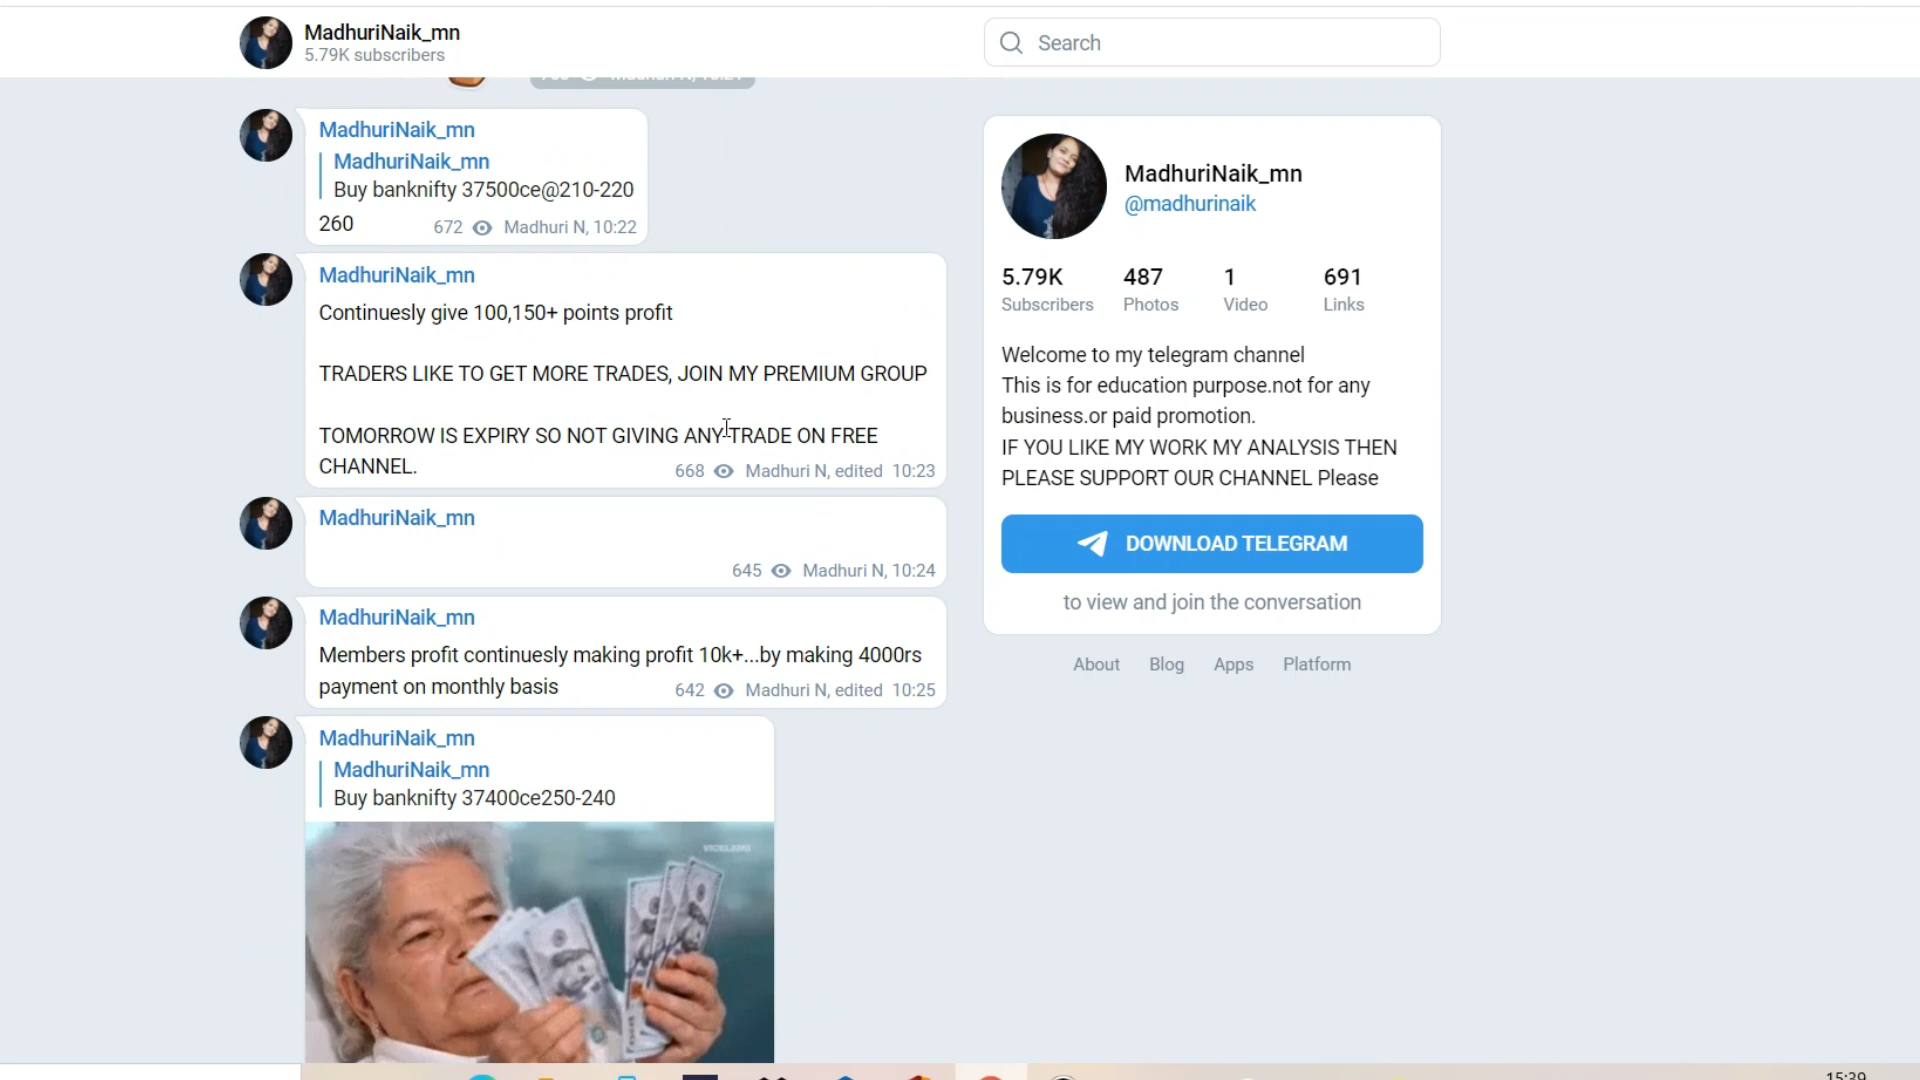 MadhuriNaik_mn
5.79K subscribers
Search
MadhuriNaik_mn
MadhuriNaik_mn
Buy banknifty 37500ce@210-220
260
672 Madhuri N, 10:22
MadhuriNaik_mn
Continuesly give 100,150+ points profit
TRADERS LIKE TO GET MORE TRADES, JOIN MY PREMIUM GROUP
TOMORROW IS EXPIRY SO NOT GIVING ANY TRADE ON FREE
CHANNEL.
668 Madhuri N, edited 10:23
MadhuriNaik_mn
645 Madhuri N, 10:24
MadhuriNaik_mn
Members profit continuesly making profit 10k+...by making 4000rs
payment on monthly basis
642 Madhuri N, edited 10:25
MadhuriNaik_mn
MadhuriNaik_mn
Buy banknifty 37400ce250-240
MadhuriNaik_mn
@madhurinaik
5.79K 487 1 691
Subscribers Photos Video Links
Welcome to my telegram channel
This is for education purpose.not for any
business.or paid promotion.
IF YOU LIKE MY WORK MY ANALYSIS THEN
PLEASE SUPPORT OUR CHANNEL Please
DOWNLOAD TELEGRAM
to view and join the conversation
About Blog Apps Platform
15:39